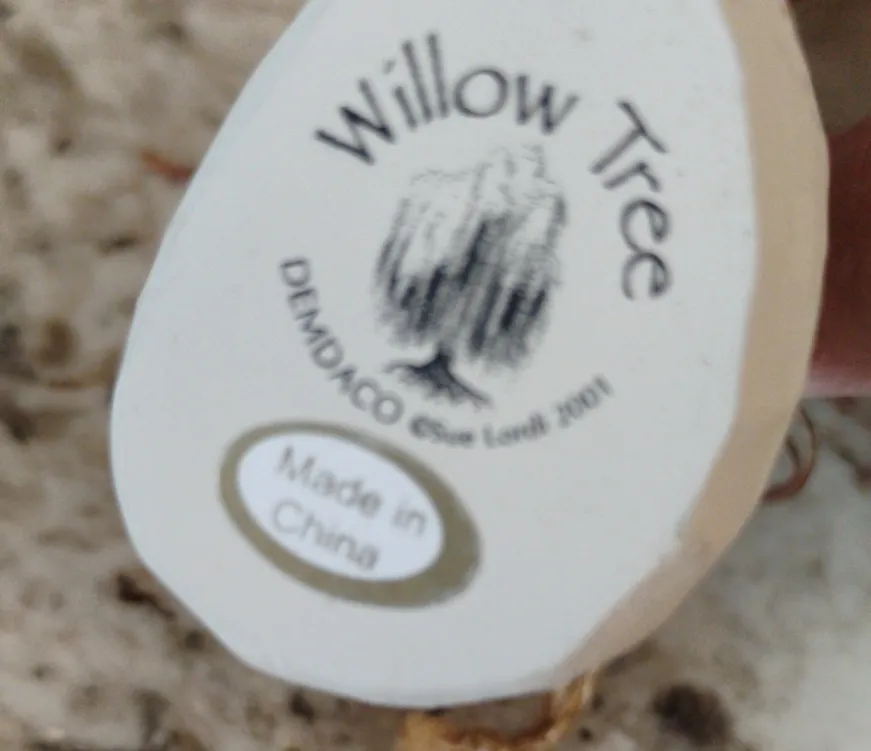 Willow Tree
DEMDACO ©Susan Lordi 2001
Made in
China